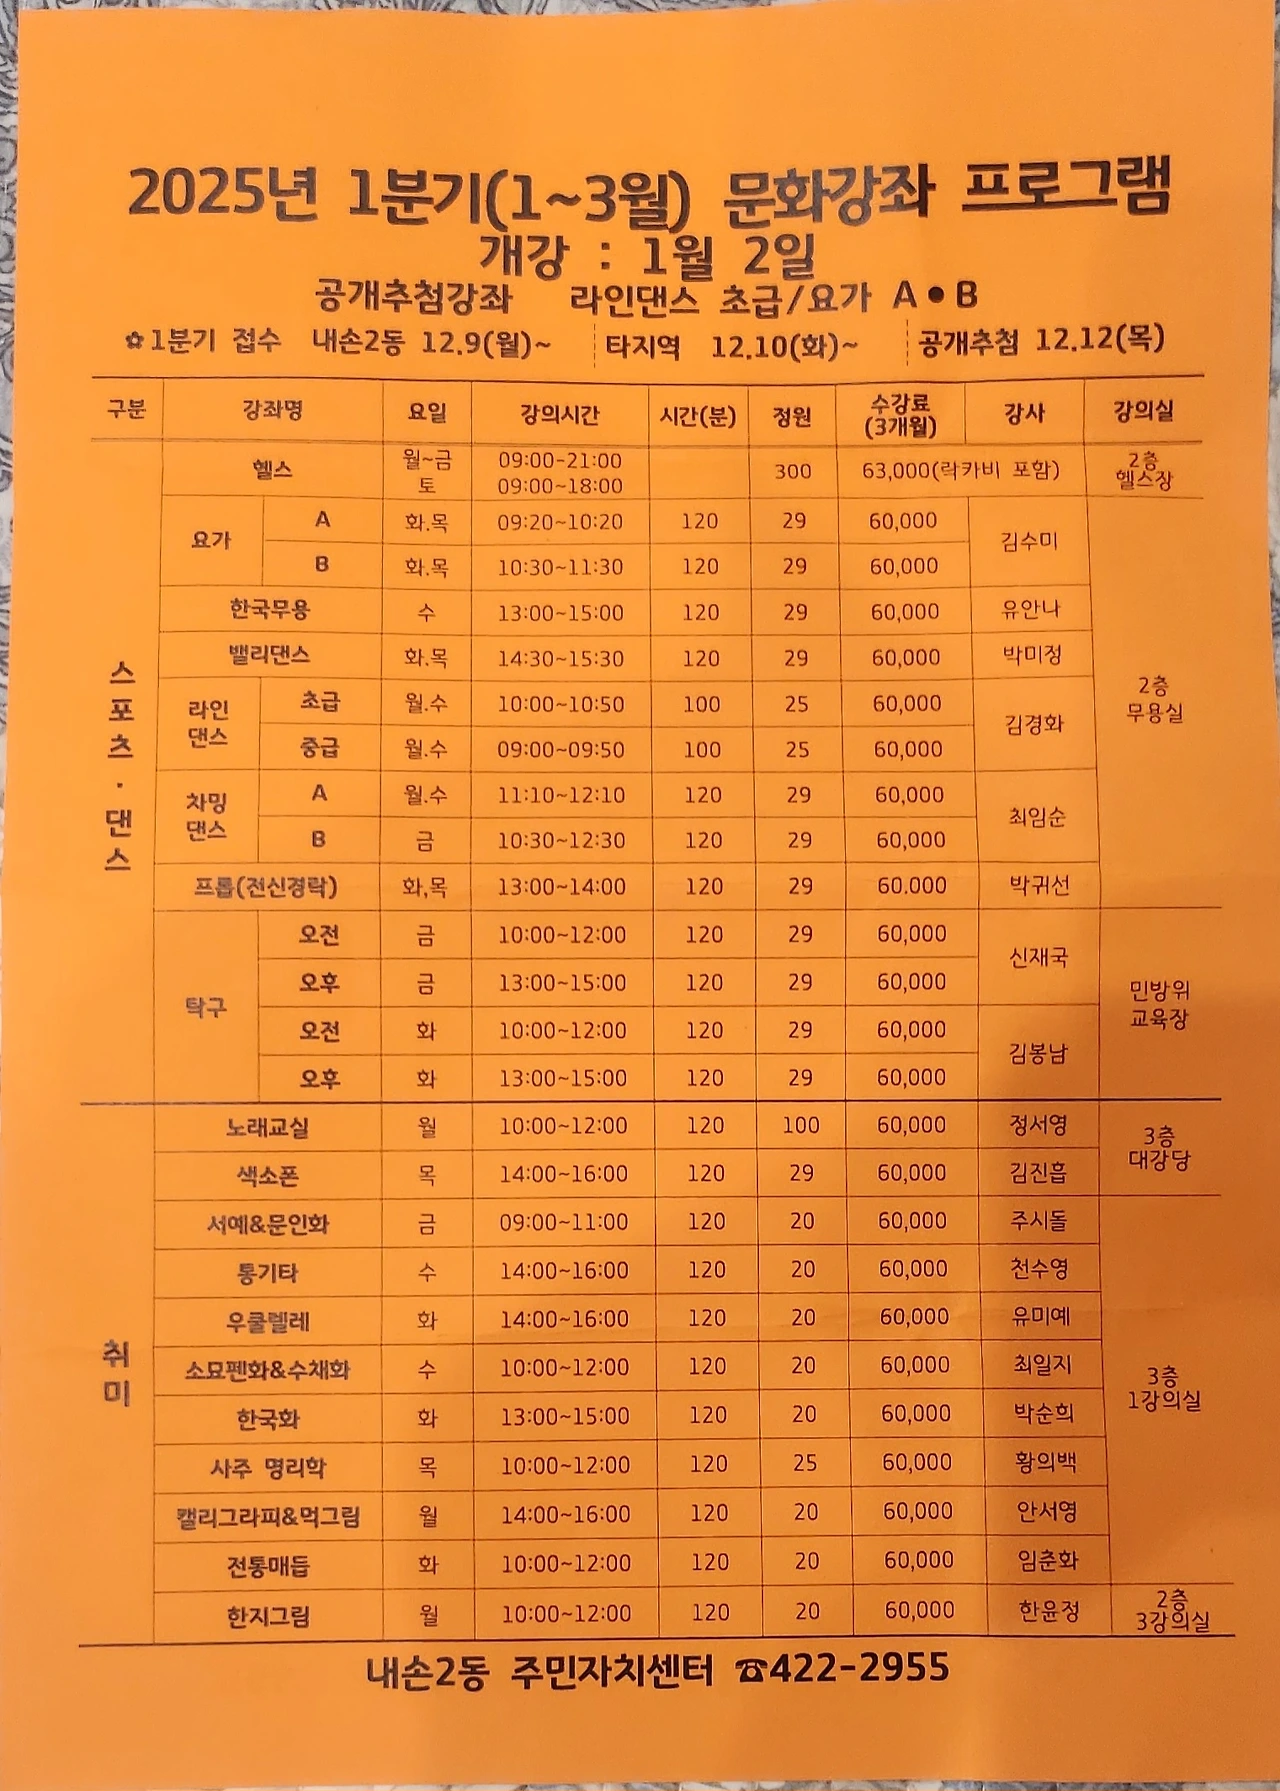 2025년 1분기(1~3월) 문화강좌 프로그램
개강 : 1월 2일
공개추첨강좌 라인댄스 초급/요가 A●B
✿1분기 접수 내손2동 12.9(월)~ 타지역 12.10(화)~ 공개추첨 12.12(목)
구분 강좌명 요일 강의시간 시간(분) 정원 수강료 (3개월) 강사 강의실
스포츠·댄스
헬스 월~금 09:00-21:00 300 63,000(락카비 포함) 2층
토 09:00~18:00 헬스장
요가 A 화.목 09:20~10:20 120 29 60,000 김수미
B 화.목 10:30~11:30 120 29 60,000
한국무용 수 13:00~15:00 120 29 60,000 유안나
밸리댄스 화.목 14:30~15:30 120 29 60,000 박미정
2층
무용실
라인
댄스
초급 월.수 10:00~10:50 100 25 60,000 김경화
중급 월.수 09:00~09:50 100 25 60,000
차밍
댄스
A 월.수 11:10~12:10 120 29 60,000 최임순
B 금 10:30~12:30 120 29 60,000
프롭(전신경락) 화,목 13:00~14:00 120 29 60.000 박귀선
탁구
오전 금 10:00~12:00 120 29 60,000 신재국
오후 금 13:00~15:00 120 29 60,000
민방위
교육장
오전 화 10:00~12:00 120 29 60,000 김봉남
오후 화 13:00~15:00 120 29 60,000
취미
노래교실 월 10:00~12:00 120 100 60,000 정서영
3층
대강당
색소폰 목 14:00~16:00 120 29 60,000 김진흡
서예&문인화 금 09:00~11:00 120 20 60,000 주시돌
통기타 수 14:00~16:00 120 20 60,000 천수영
우쿨렐레 화 14:00~16:00 120 20 60,000 유미예
소묘펜화&수채화 수 10:00~12:00 120 20 60,000 최일지
3층
1강의실
한국화 화 13:00~15:00 120 20 60,000 박순희
사주 명리학 목 10:00~12:00 120 25 60,000 황의백
캘리그라피&먹그림 월 14:00~16:00 120 20 60,000 안서영
전통매듭 화 10:00~12:00 120 20 60,000 임춘화
한지그림 월 10:00~12:00 120 20 60,000 한윤정
2층
3강의실
내손2동 주민자치센터 ☎422-2955